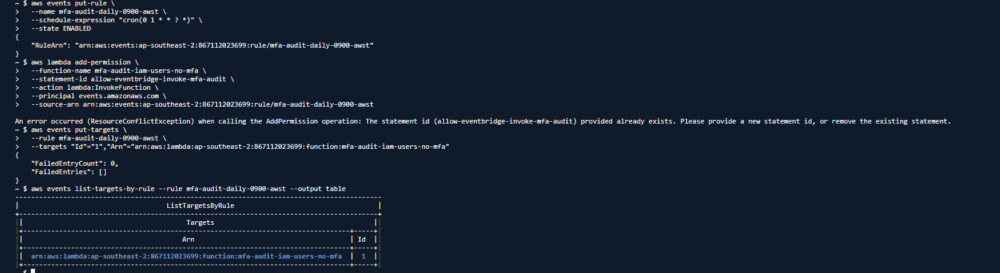 ~ $ aws events put-rule \
>   --name mfa-audit-daily-0900-awst \
>   --schedule-expression "cron(0 1 * * ? *)" \
>   --state ENABLED
{
    "RuleArn": "arn:aws:events:ap-southeast-2:867112023699:rule/mfa-audit-daily-0900-awst"
}
~ $ aws lambda add-permission \
>   --function-name mfa-audit-iam-users-no-mfa \
>   --statement-id allow-eventbridge-invoke-mfa-audit \
>   --action lambda:InvokeFunction \
>   --principal events.amazonaws.com \
>   --source-arn arn:aws:events:ap-southeast-2:867112023699:rule/mfa-audit-daily-0900-awst
An error occurred (ResourceConflictException) when calling the AddPermission operation: The statement id (allow-eventbridge-invoke-mfa-audit) provided already exists. Please provide a new statement id, or remove the existing statement.
~ $ aws events put-targets \
>   --rule mfa-audit-daily-0900-awst \
>   --targets "Id"="1","Arn"="arn:aws:lambda:ap-southeast-2:867112023699:function:mfa-audit-iam-users-no-mfa"
{
    "FailedEntryCount": 0,
    "FailedEntries": []
}
~ $ aws events list-targets-by-rule --rule mfa-audit-daily-0900-awst --output table
ListTargetsByRule
Targets
Arn | Id
arn:aws:lambda:ap-southeast-2:867112023699:function:mfa-audit-iam-users-no-mfa | 1
$